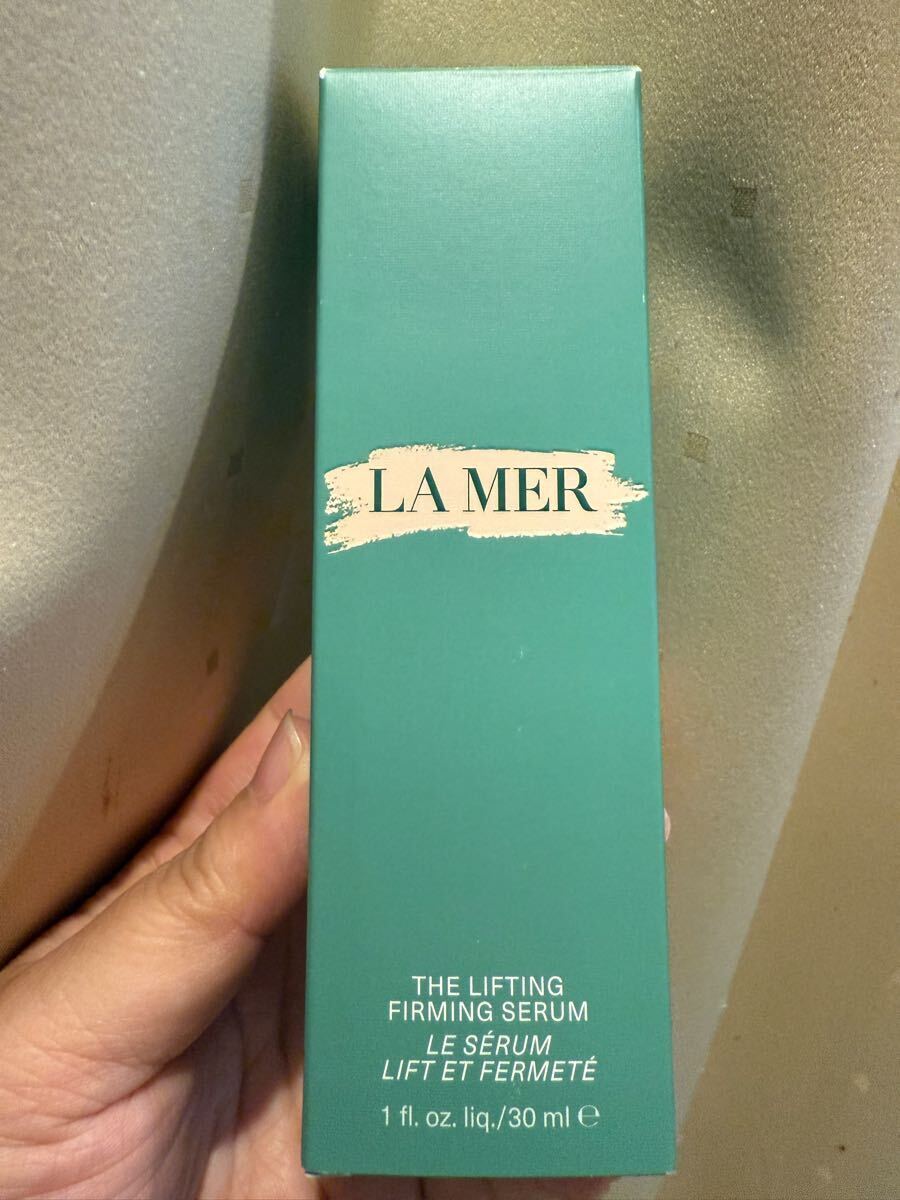 LA MER
THE LIFTING
FIRMING SERUM
LE SÉRUM
LIFT ET FERMETÉ
1 fl. oz. liq./30 ml ℮